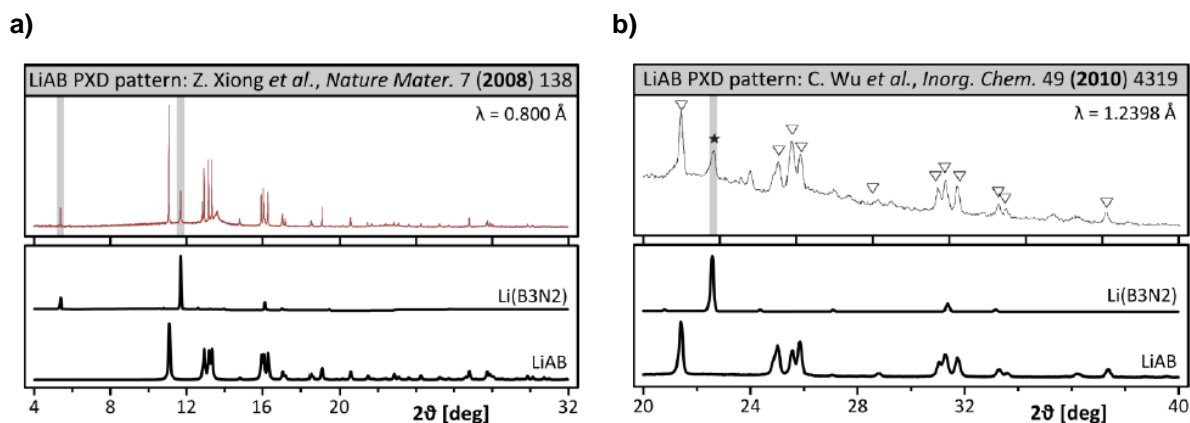 a)
LiAB PXD pattern: Z. Xiong et al., Nature Mater. 7 (2008) 138
λ = 0.800 Å
Li(B3N2)
LiAB
4 8 12 16 20 32
2ϑ [deg]
b)
LiAB PXD pattern: C. Wu et al., Inorg. Chem. 49 (2010) 4319
λ = 1.2398 Å
Li(B3N2)
LiAB
20 24 28 32 36 40
2ϑ [deg]